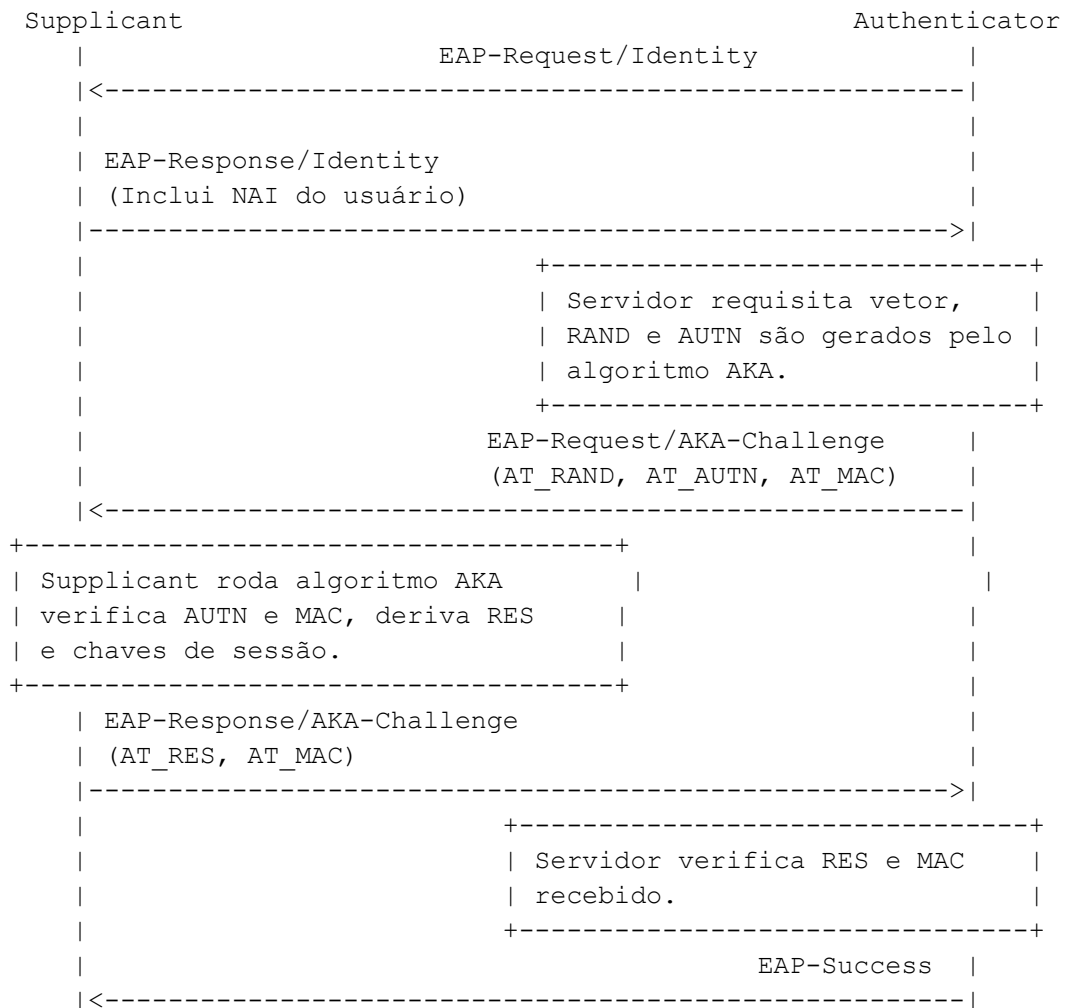 Supplicant Authenticator
EAP-Request/Identity
EAP-Response/Identity
(Inclui NAI do usuário)
Servidor requisita vetor,
RAND e AUTN são gerados pelo
algoritmo AKA.
EAP-Request/AKA-Challenge
(AT_RAND, AT_AUTN, AT_MAC)
Supplicant roda algoritmo AKA
verifica AUTN e MAC, deriva RES
e chaves de sessão.
EAP-Response/AKA-Challenge
(AT_RES, AT_MAC)
Servidor verifica RES e MAC
recebido.
EAP-Success